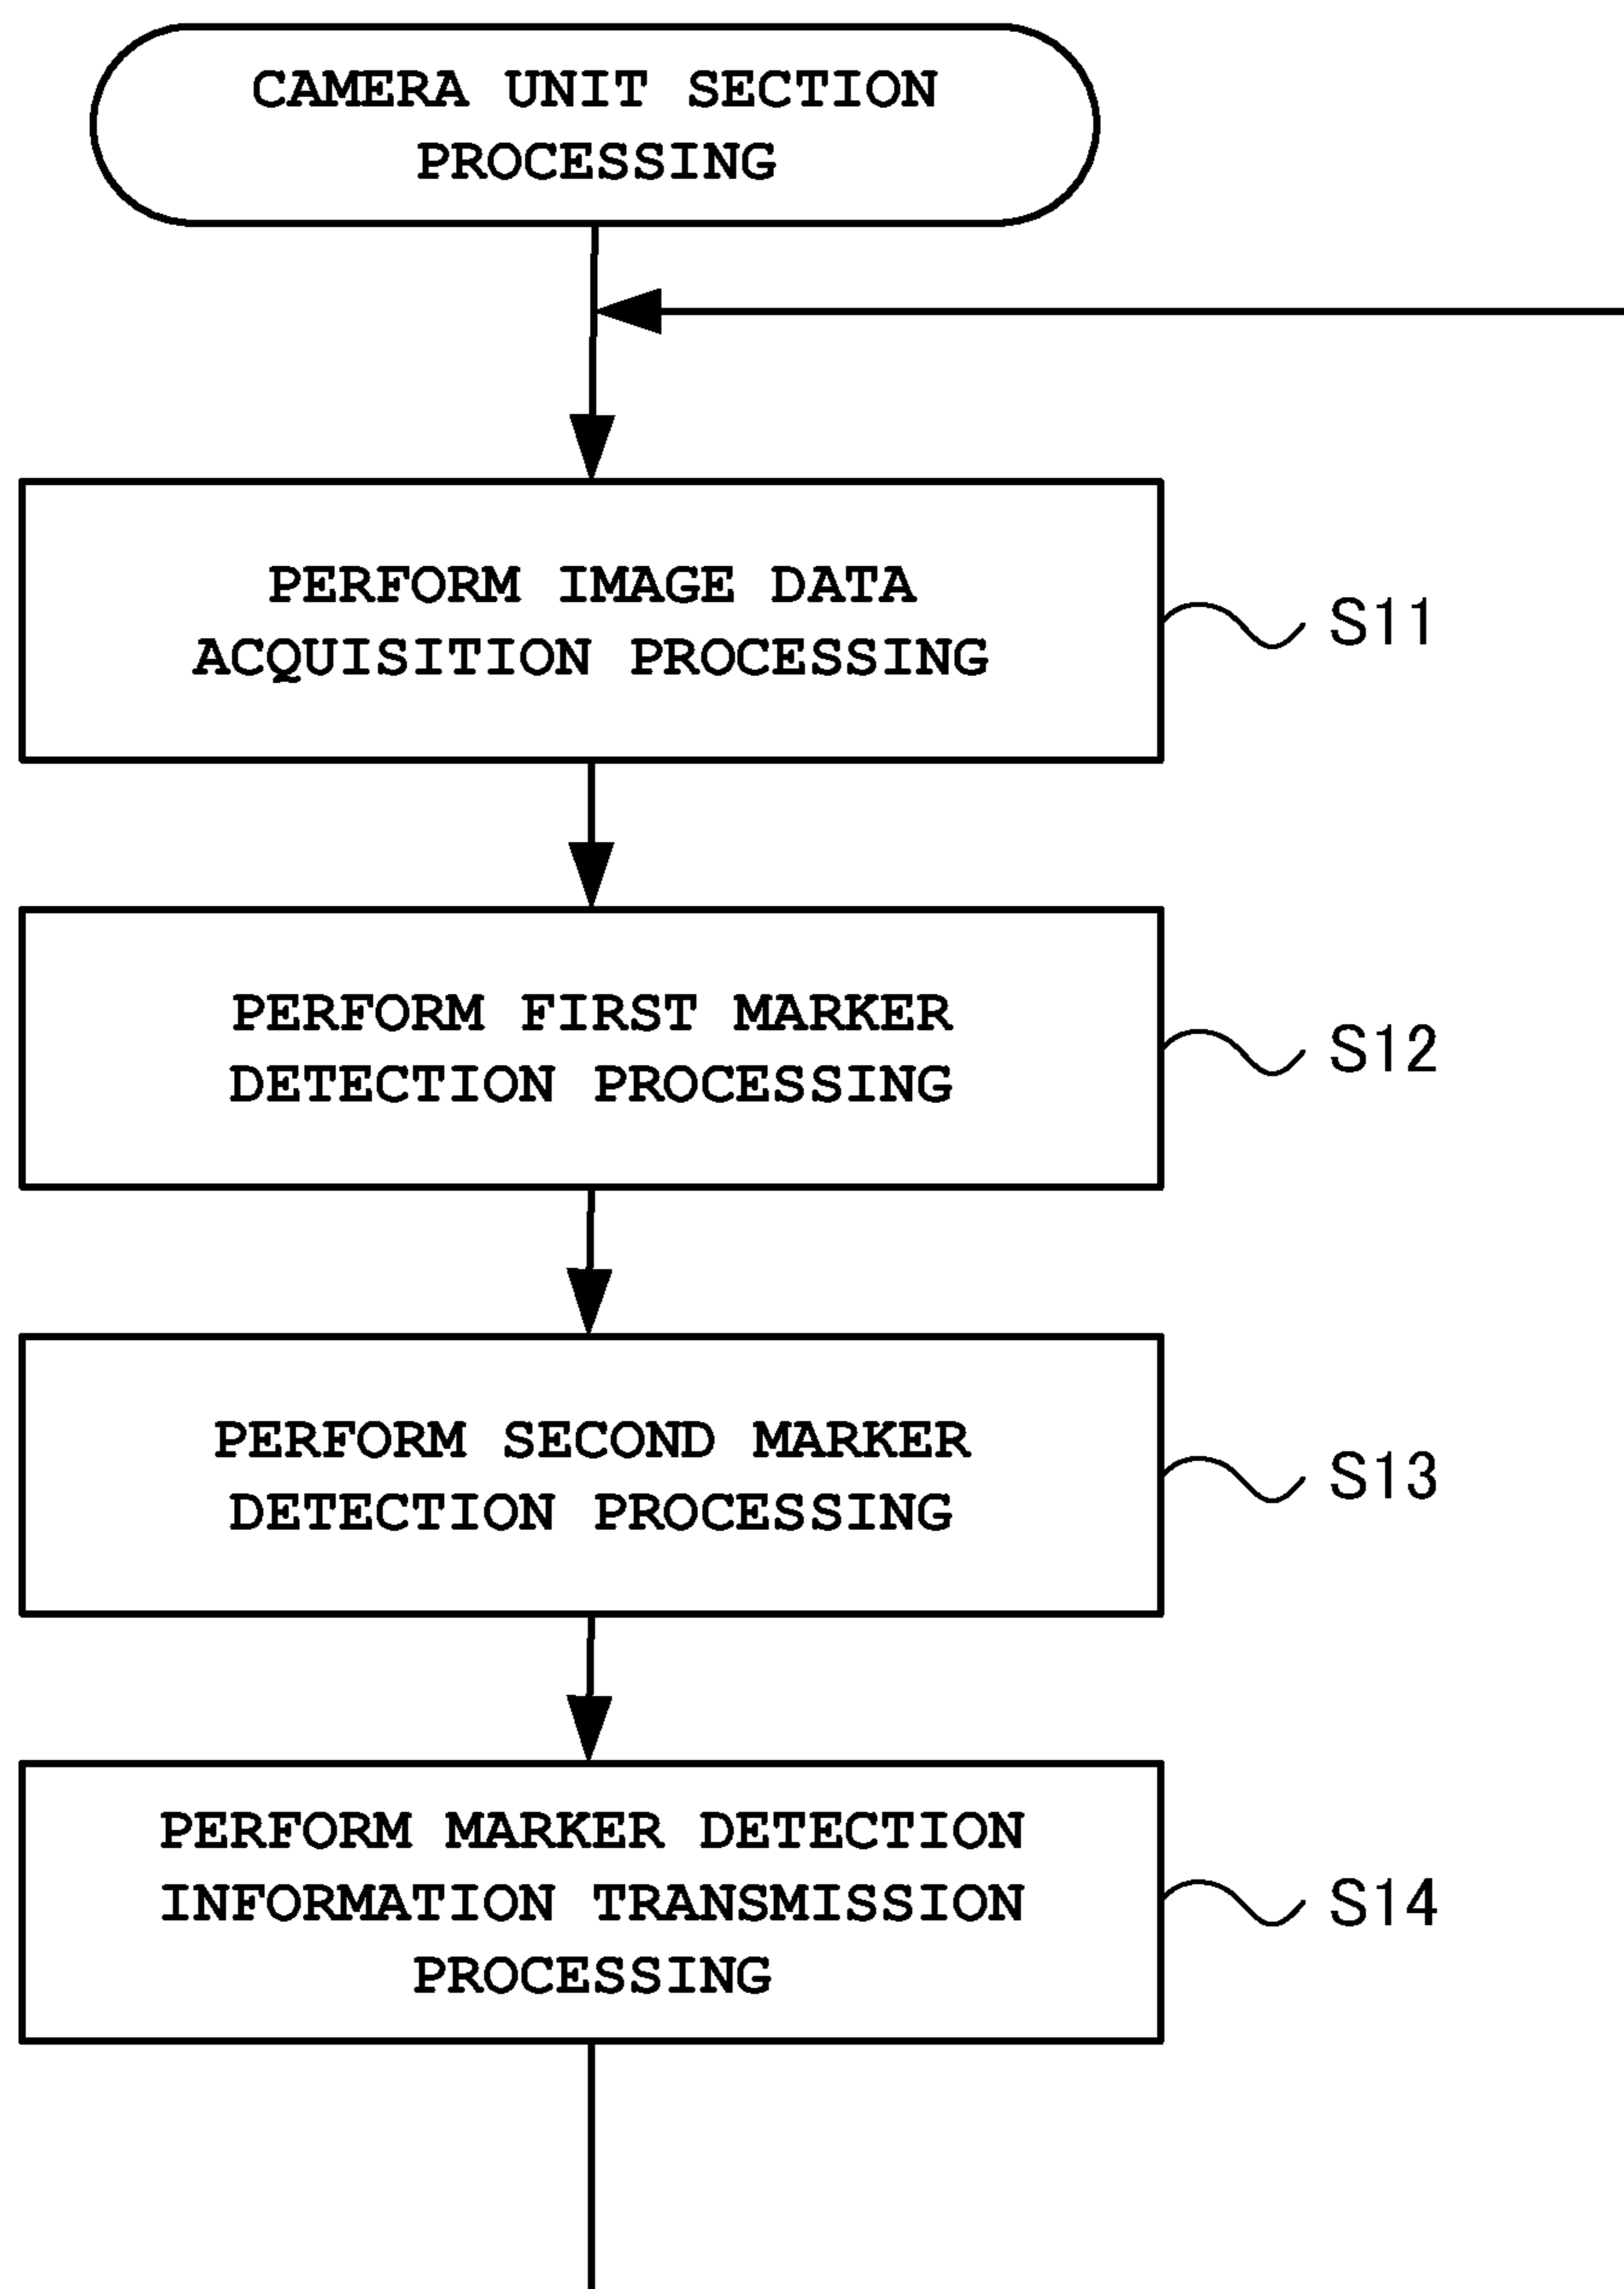 CAMERA UNIT SECTION
PROCESSING
PERFORM IMAGE DATA
ACQUISITION PROCESSING
S11
PERFORM FIRST MARKER
DETECTION PROCESSING
S12
PERFORM SECOND MARKER
DETECTION PROCESSING
S13
PERFORM MARKER DETECTION
INFORMATION TRANSMISSION
PROCESSING
S14